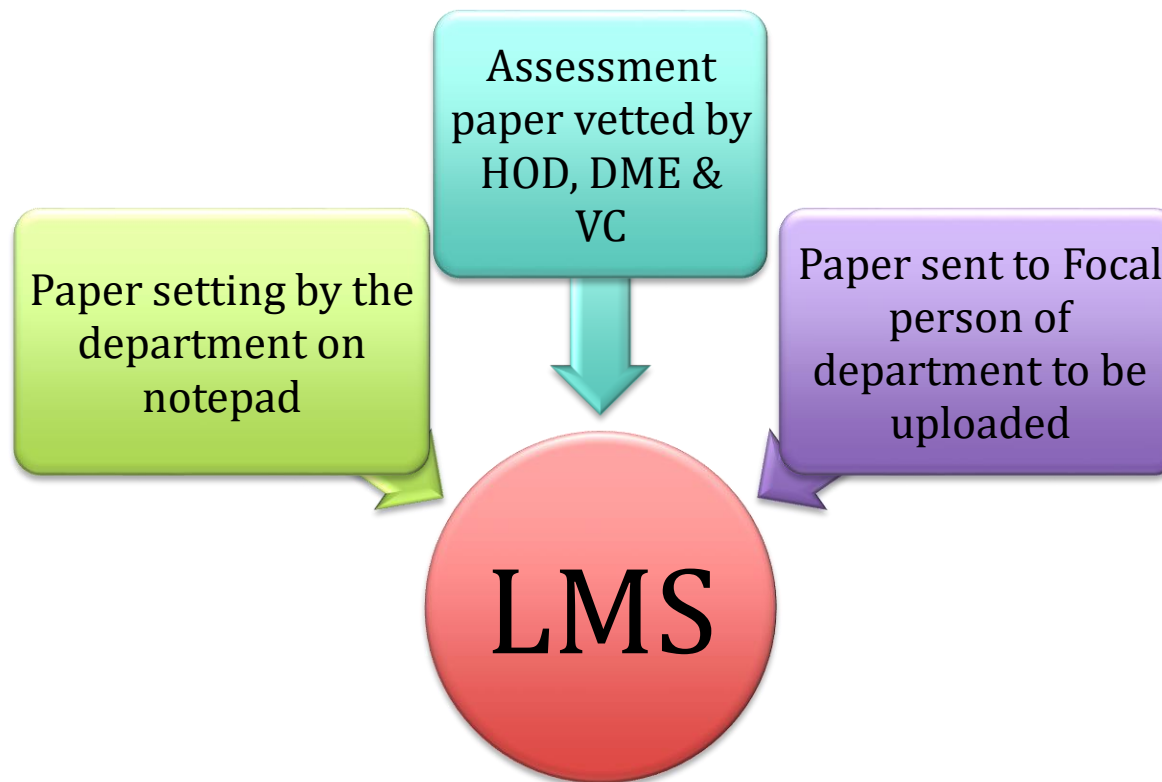 Paper setting by the
department on
notepad
Assessment
paper vetted by
HOD, DME &
VC
Paper sent to Focal
person of
department to be
uploaded
LMS